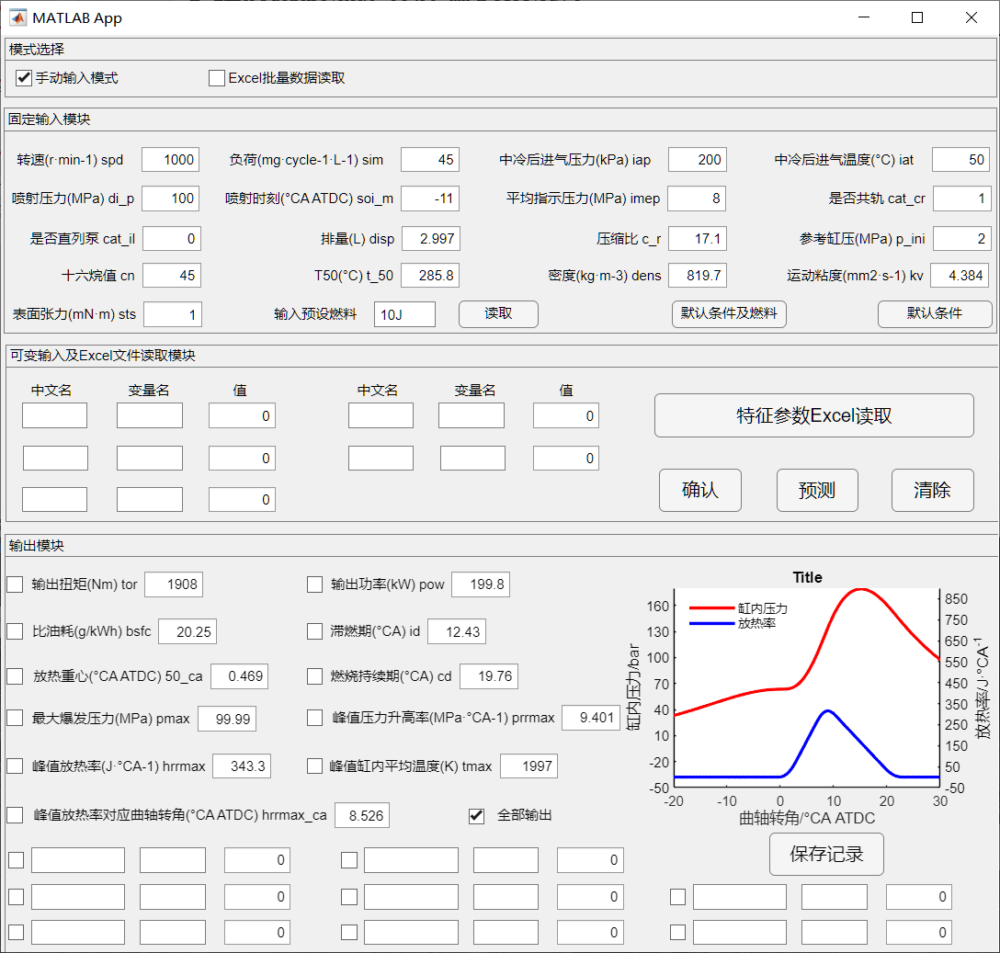 MATLAB App
模式选择
手动输入模式 Excel批量数据读取
固定输入模块
转速(r·min-1) spd 1000 负荷(mg·cycle-1·L-1) sim 45 中冷后进气压力(kPa) iap 200 中冷后进气温度(°C) iat 50
喷射压力(MPa) di_p 100 喷射时刻(°CA ATDC) soi_m -11 平均指示压力(MPa) imep 8 是否共轨 cat_cr 1
是否直列泵 cat_il 0 排量(L) disp 2.997 压缩比 c_r 17.1 参考缸压(MPa) p_ini 2
十六烷值 cn 45 T50(°C) t_50 285.8 密度(kg·m-3) dens 819.7 运动粘度(mm2·s-1) kv 4.384
表面张力(mN·m) sts 1 输入预设燃料 10J 读取 默认条件及燃料 默认条件
可变输入及Excel文件读取模块
中文名 变量名 值 中文名 变量名 值
0 0 特征参数Excel读取
0 0
确认 预测 清除
0
输出模块
输出扭矩(Nm) tor 1908 输出功率(kW) pow 199.8
比油耗(g/kWh) bsfc 20.25 滞燃期(°CA) id 12.43
放热重心(°CA ATDC) 50_ca 0.469 燃烧持续期(°CA) cd 19.76
最大爆发压力(MPa) pmax 99.99 峰值压力升高率(MPa·°CA-1) prrmax 9.401
峰值放热率(J·°CA-1) hrrmax 343.3 峰值缸内平均温度(K) tmax 1997
峰值放热率对应曲轴转角(°CA ATDC) hrrmax_ca 8.526 全部输出
Title
缸内压力
放热率
缸内压力/bar
160
130
100
70
40
10
-20
-50
850
750
650
550
450
350
250
150
50
-50
放热率/J·°CA-1
-20 -10 0 10 20 30
曲轴转角/°CA ATDC
保存记录
0 0
0 0 0
0 0 0